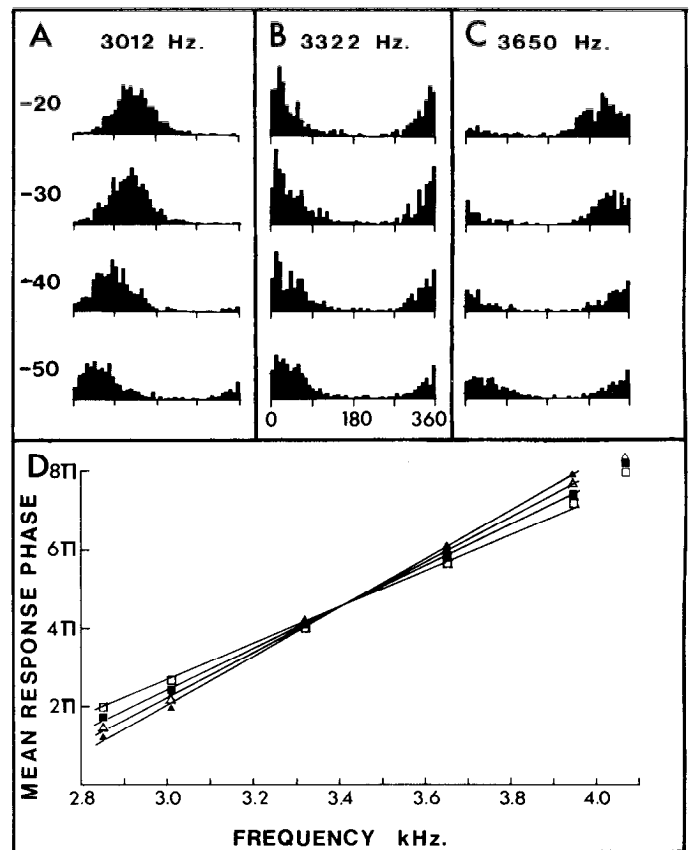 A 3012 Hz.
B 3322 Hz.
C 3650 Hz.
-20
-30
-40
-50
0 180 360
D
8π
6π
4π
2π
MEAN RESPONSE PHASE
2.8 3.0 3.2 3.4 3.6 3.8 4.0
FREQUENCY kHz.